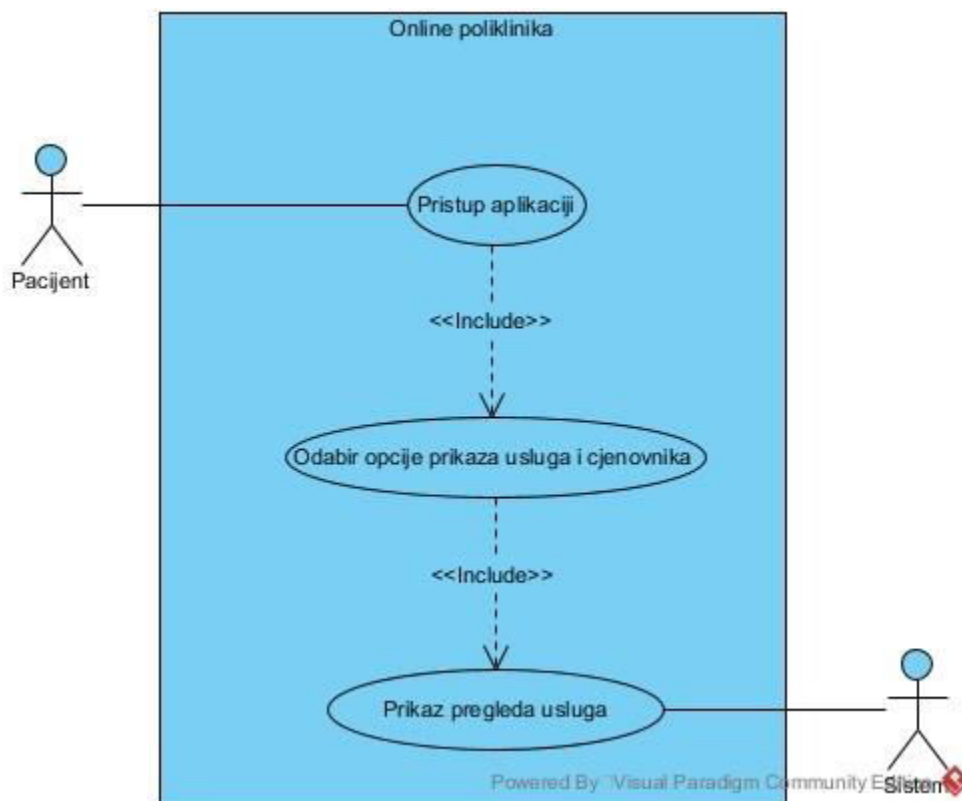 Online poliklinika
Pristup aplikaciji
Pacijent
<<Include>>
Odabir opcije prikaza usluga i cjenovnika
<<Include>>
Prikaz pregleda usluga
Powered By Visual Paradigm Community Edition
Sistem